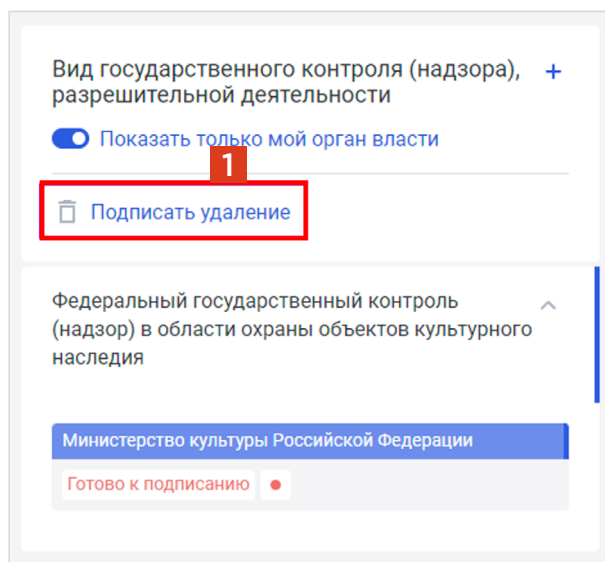 Вид государственного контроля (надзора), +
разрешительной деятельности
Показать только мой орган власти
1
Подписать удаление
Федеральный государственный контроль
(надзор) в области охраны объектов культурного
наследия
Министерство культуры Российской Федерации
Готово к подписанию